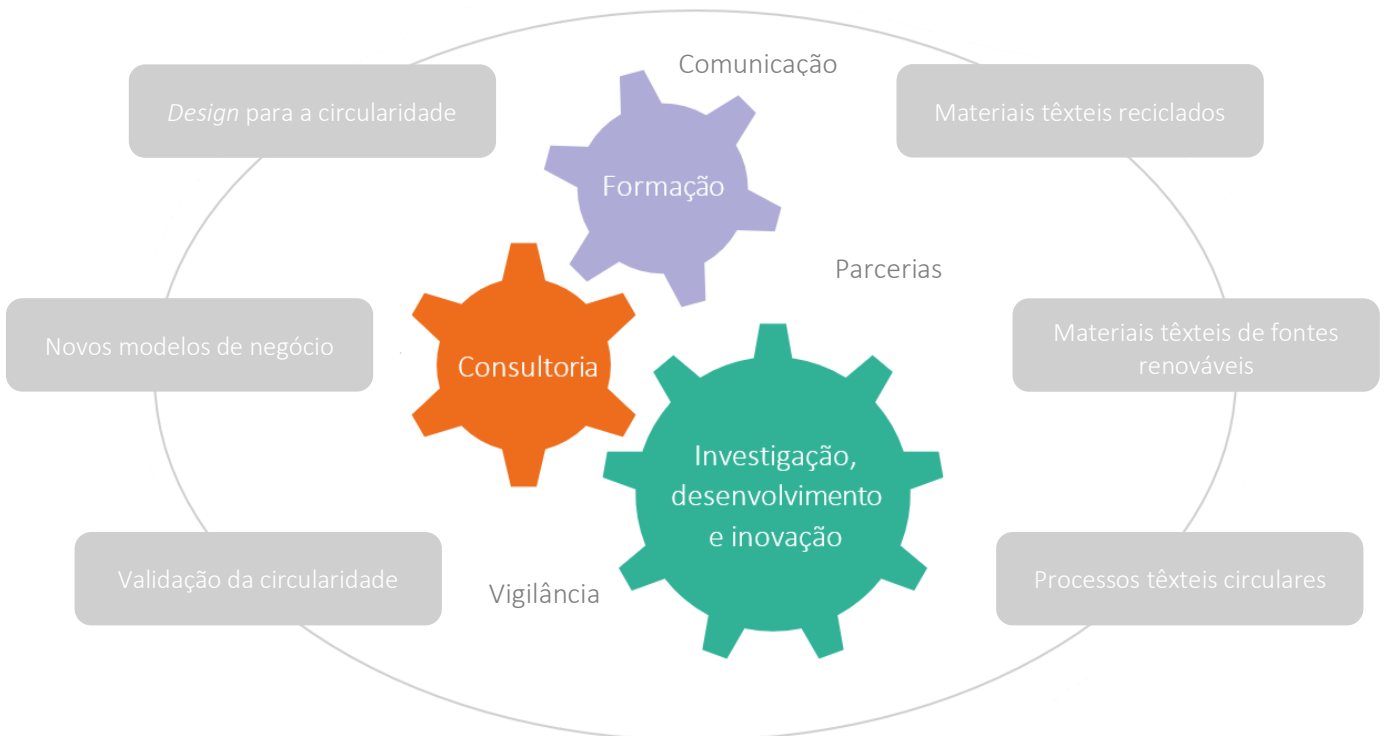 Comunicação
Design para a circularidade
Materiais têxteis reciclados
Formação
Parcerias
Novos modelos de negócio
Consultoria
Materiais têxteis de fontes
renováveis
Investigação,
desenvolvimento
e inovação
Validação da circularidade
Vigilância
Processos têxteis circulares